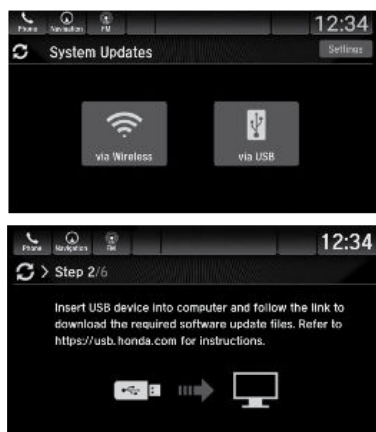 Phone Navigation FM 12:34
System Updates Settings
via Wireless via USB
Phone Navigation FM 12:34
> Step 2/6
Insert USB device into computer and follow the link to
download the required software update files. Refer to
https://usb.honda.com for instructions.